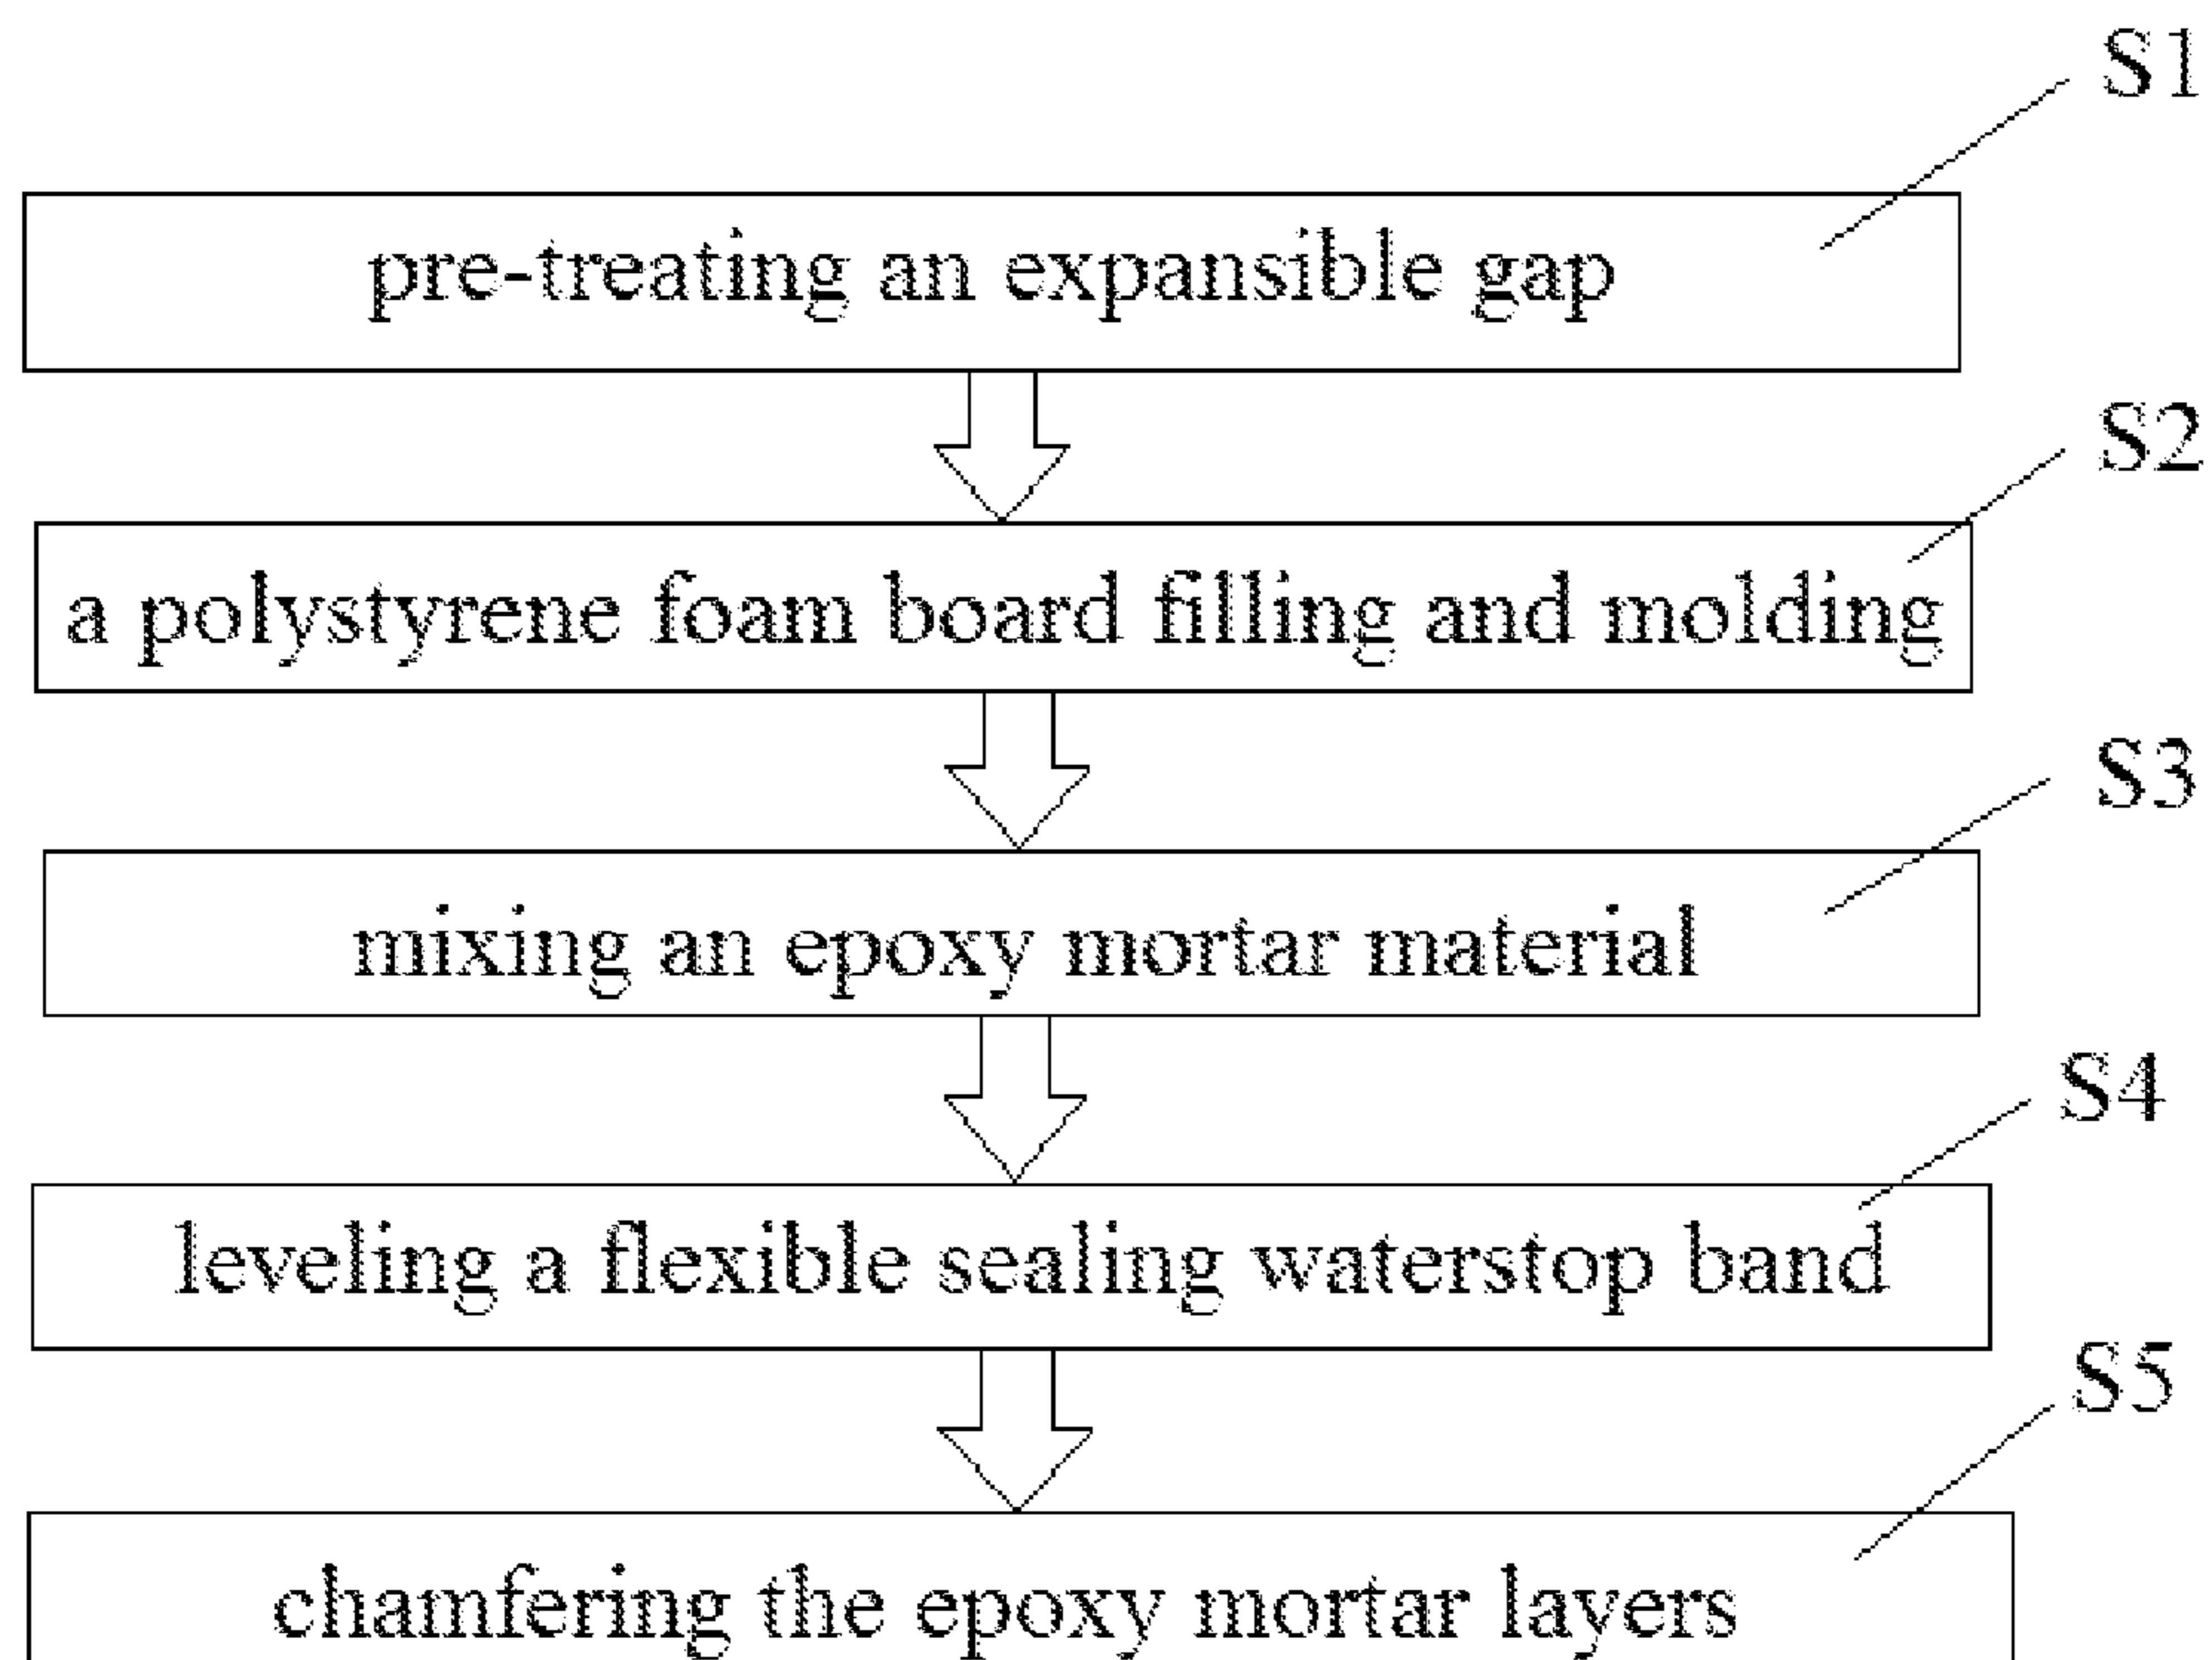 S1
pre-treating an expansible gap
S2
a polystyrene foam board filling and molding
S3
mixing an epoxy mortar material
S4
leveling a flexible sealing waterstop band
S5
chamfering the epoxy mortar layers